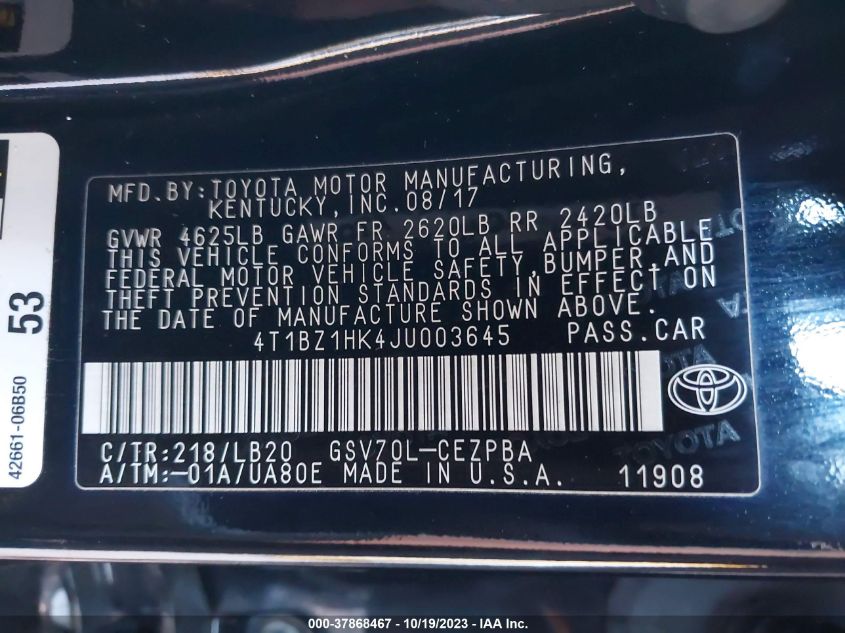 MFD. BY: TOYOTA MOTOR MANUFACTURING,
KENTUCKY, INC. 08/17
GVWR 4625LB GAWR FR 2620LB RR 2420LB
THIS VEHICLE CONFORMS TO ALL APPLICABLE
FEDERAL MOTOR VEHICLE SAFETY, BUMPER, AND
THEFT PREVENTION STANDARDS IN EFFECT ON
THE DATE OF MANUFACTURE SHOWN ABOVE.
4T1BZ1HK4JU003645 PASS. CAR
C/TR: 218/LB20 GSV70L-CEZPBA
A/TM: -01A/UA80E MADE IN U.S.A. 11908
TOYOTA
53
42661-06B50
000-37868467 - 10/19/2023 - © IAA Inc.